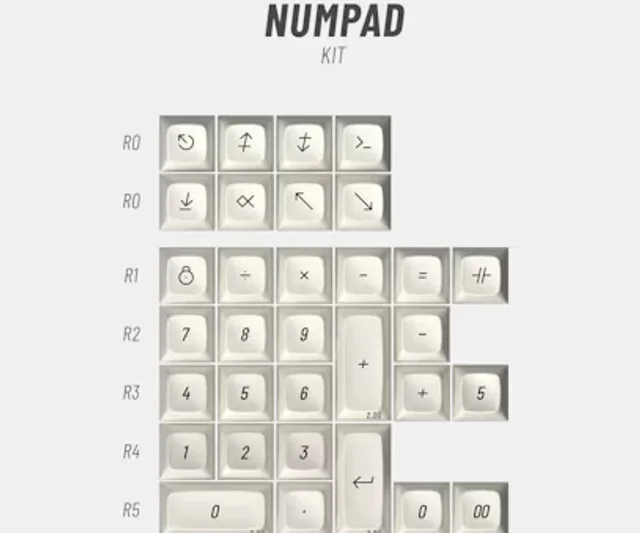 NUMPAD
KIT
R0
R0
R1 ÷ × - =
R2 7 8 9 + -
R3 4 5 6 + 5
R4 1 2 3
R5 0 . 0 00